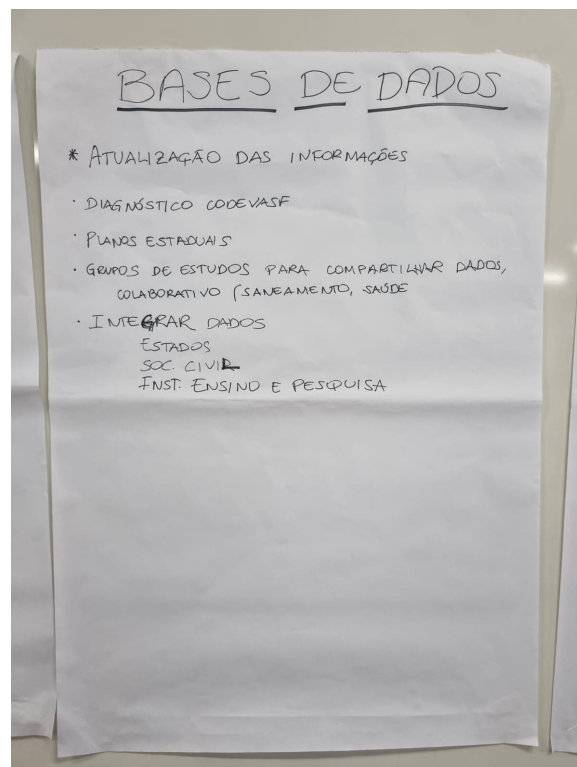 BASES DE DADOS
* ATUALIZAÇÃO DAS INFORMAÇÕES
· DIAGNÓSTICO CODEVASF
· PLANOS ESTADUAIS
· GRUPOS DE ESTUDOS PARA COMPARTILHAR DADOS,
COLABORATIVO (SANEAMENTO, SAÚDE
· INTEGRAR DADOS
ESTADOS
SOC. CIVIL
INST. ENSINO E PESQUISA